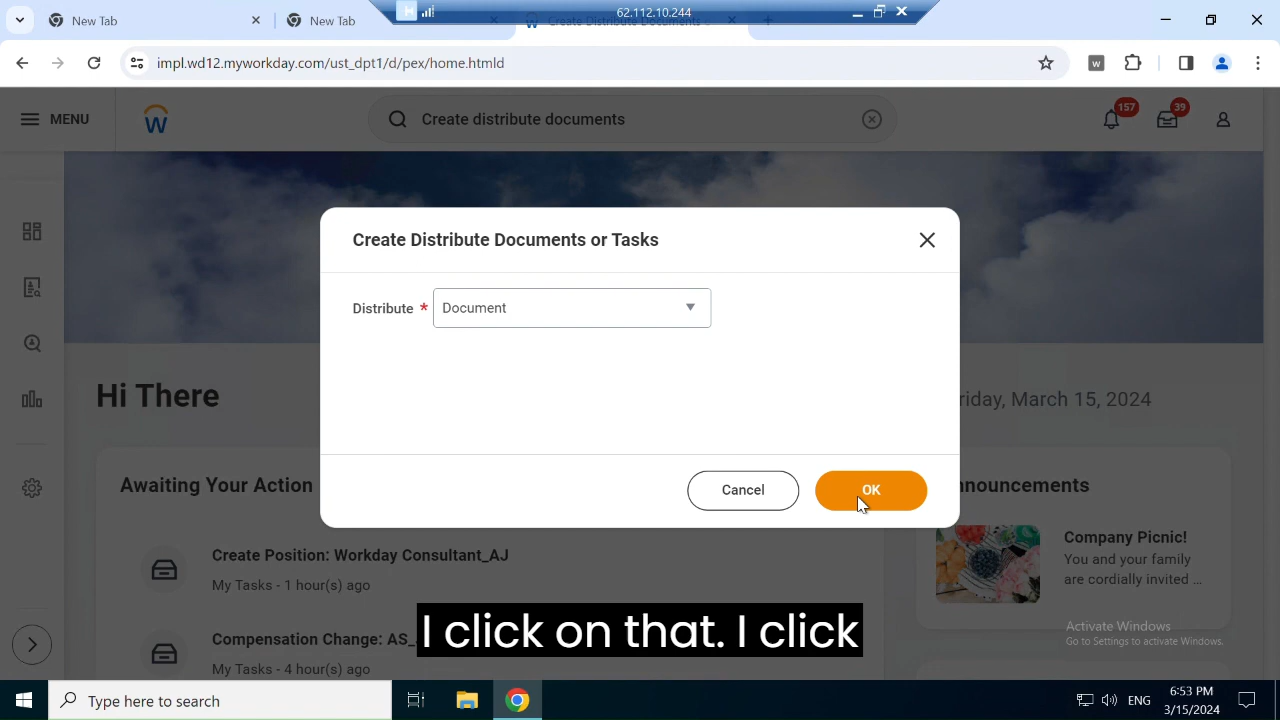 New Tab
New Tab
62.112.10.244
Create Distribute Documents
impl.wd12.myworkday.com/ust_dpt1/d/pex/home.htmld
W
MENU
W
Create distribute documents
157
39
Create Distribute Documents or Tasks
Distribute * Document
Hi There
riday, March 15, 2024
Cancel
OK
Awaiting Your Action
nnouncements
Create Position: Workday Consultant_AJ
My Tasks - 1 hour(s) ago
Company Picnic!
You and your family
are cordially invited ...
I click on that. I click
Compensation Change: AS_
My Tasks - 4 hour(s) ago
Activate Windows
Go to Settings to activate Windows.
Type here to search
ENG
6:53 PM
3/15/2024